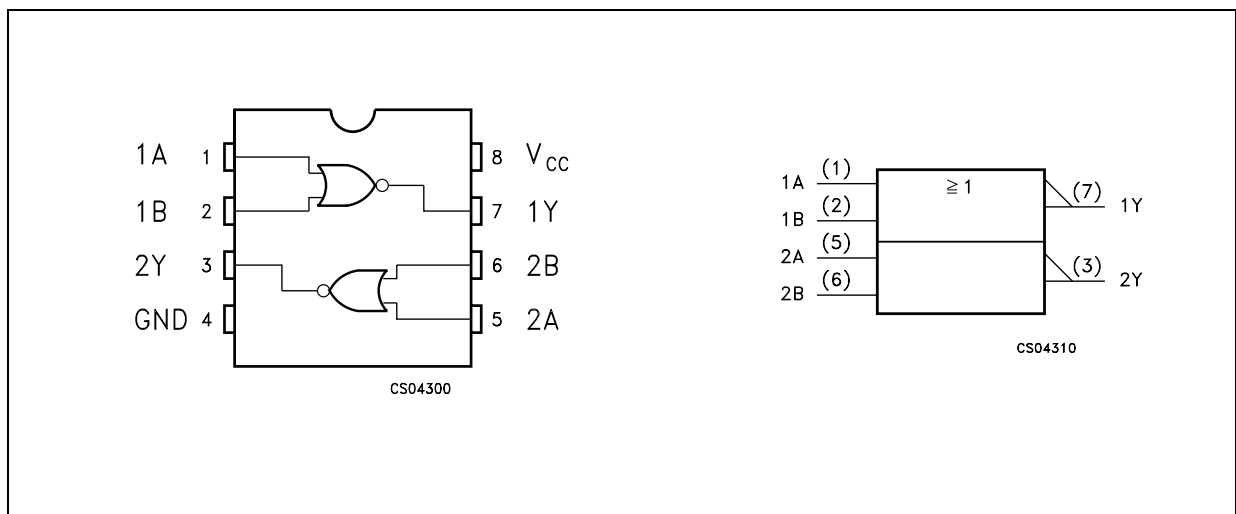 1A 1 8 VCC
1B 2 7 1Y
2Y 3 6 2B
GND 4 5 2A
CS04300
≧ 1
1A (1) (7) 1Y
1B (2)
2A (5) (3) 2Y
2B (6)
CS04310